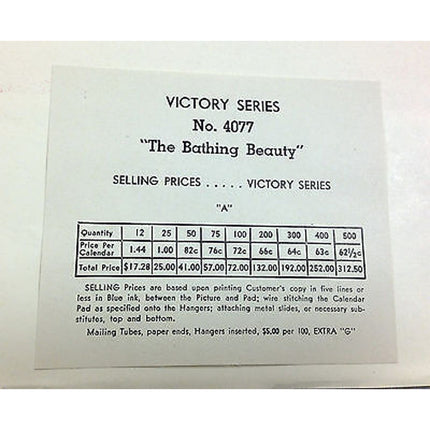 VICTORY SERIES
No. 4077
"The Bathing Beauty"
SELLING PRICES . . . . . VICTORY SERIES
"A"
Quantity 12 25 50 75 100 200 300 400 500
Price Per Calendar 1.44 1.00 82c 76c 72c 66c 64c 63c 62½c
Total Price $17.28 25.00 41.00 57.00 72.00 132.00 192.00 252.00 312.50
SELLING Prices are based upon printing Customer's copy in five lines or
less in Blue ink, between the Picture and Pad; wire stitching the Calendar
Pad as specified onto the Hangers; attaching metal slides, or necessary sub-
stitutes, top and bottom.
Mailing Tubes, paper ends, Hangers inserted, $5.00 per 100, EXTRA "G"